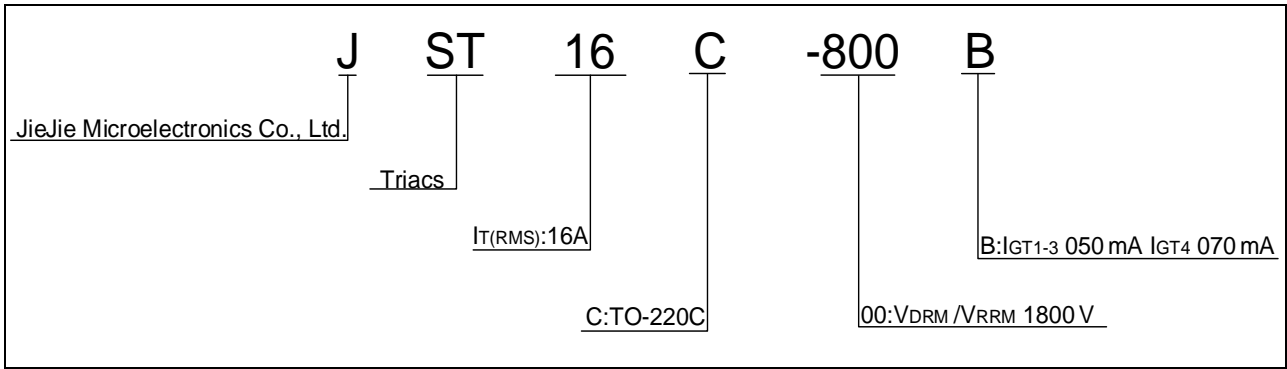 J ST 16 C -800 B
JieJie Microelectronics Co., Ltd.
Triacs
IT(RMS):16A
B:IGT1-3 050 mA IGT4 070 mA
C:TO-220C
00:VDRM /VRRM 1800 V